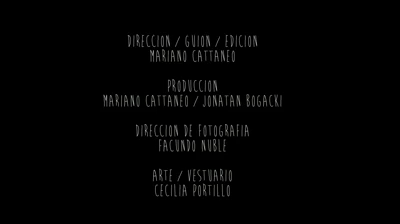 DIRECCION / GUION / EDICION
MARIANO CATTANEO
PRODUCCION
MARIANO CATTANEO / JONATAN BOGACKI
DIRECCION DE FOTOGRAFIA
FACUNDO NUBLE
ARTE / VESTUARIO
CECILIA PORTILLO